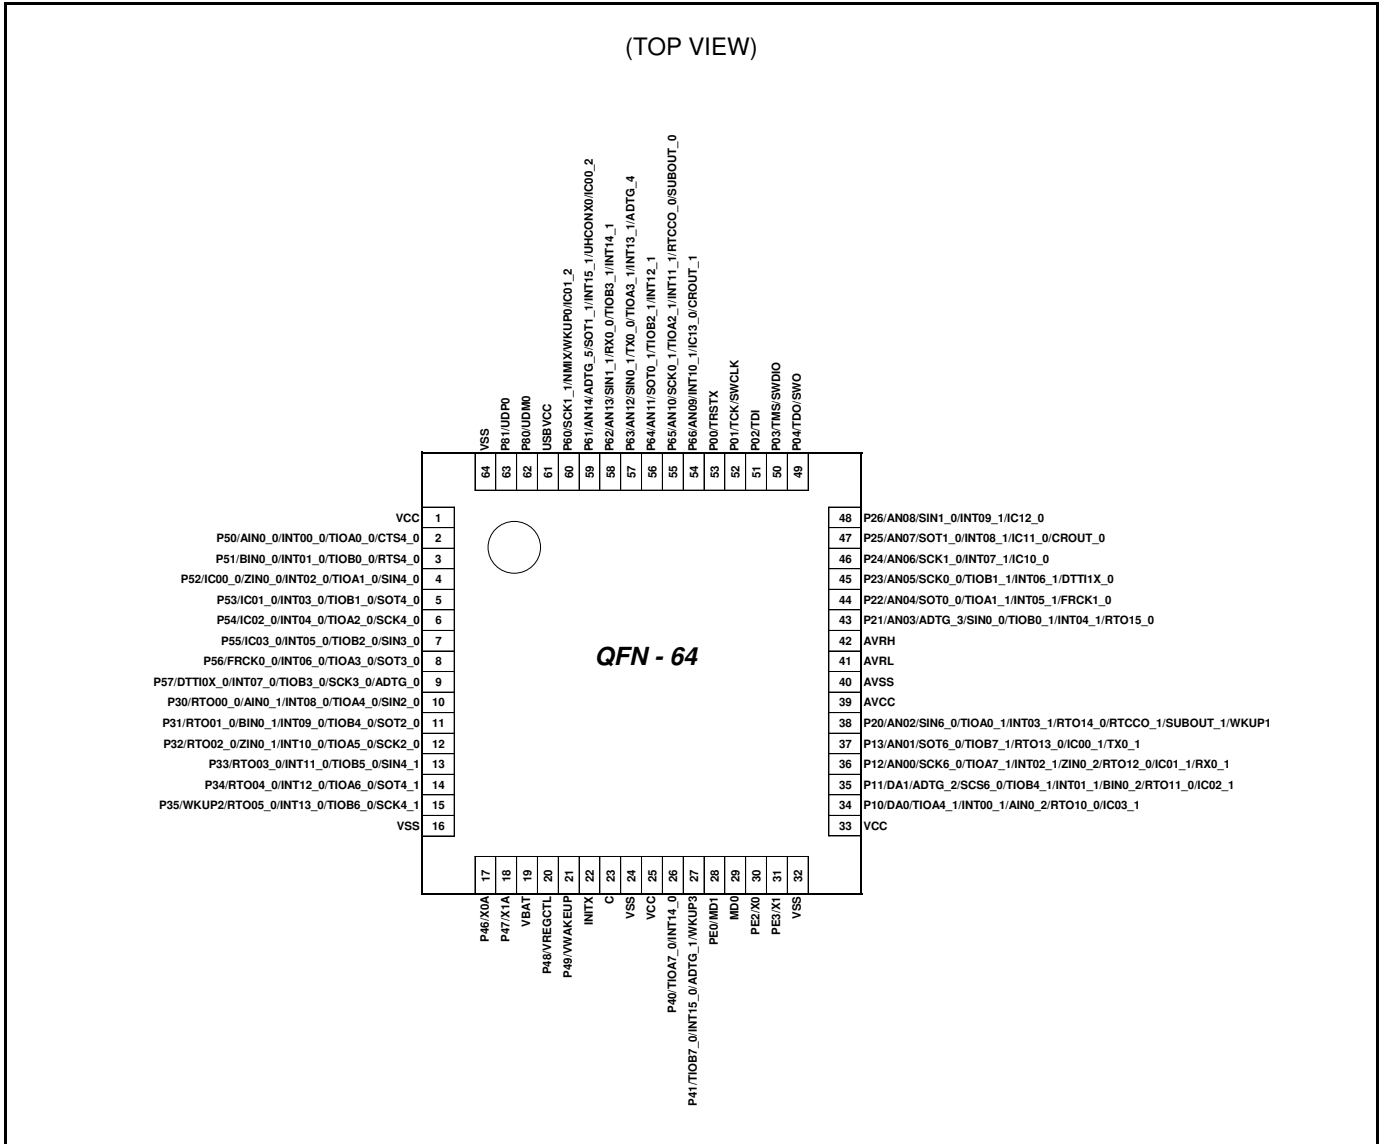 (TOP VIEW)
VSS
P81/UDP0
P80/UDM0
USBVCC
P60/SCK1_1/NMIX/WKUP0/IC01_2
P61/AN14/ADTG_5/SOT1_1/INT15_1/UHCONX0/IC00_2
P62/AN13/SIN1_1/RX0_0/TIOB3_1/INT14_1
P63/AN12/SIN0_1/TX0_0/TIOA3_1/INT13_1/ADTG_4
P64/AN11/SOT0_1/TIOB2_1/INT12_1
P65/AN10/SCK0_1/TIOA2_1/INT11_1/RTCCO_0/SUBOUT_0
P66/AN09/INT10_1/IC13_0/CROUT_1
P00/TRSTX
P01/TCK/SWCLK
P02/TDI
P03/TMS/SWDIO
P04/TDO/SWO
64 63 62 61 60 59 58 57 56 55 54 53 52 51 50 49
VCC 1
P50/AIN0_0/INT00_0/TIOA0_0/CTS4_0 2
P51/BIN0_0/INT01_0/TIOB0_0/RTS4_0 3
P52/IC00_0/ZIN0_0/INT02_0/TIOA1_0/SIN4_0 4
P53/IC01_0/INT03_0/TIOB1_0/SOT4_0 5
P54/IC02_0/INT04_0/TIOA2_0/SCK4_0 6
P55/IC03_0/INT05_0/TIOB2_0/SIN3_0 7
P56/FRCK0_0/INT06_0/TIOA3_0/SOT3_0 8
P57/DTTI0X_0/INT07_0/TIOB3_0/SCK3_0/ADTG_0 9
P30/RTO00_0/AIN0_1/INT08_0/TIOA4_0/SIN2_0 10
P31/RTO01_0/BIN0_1/INT09_0/TIOB4_0/SOT2_0 11
P32/RTO02_0/ZIN0_1/INT10_0/TIOA5_0/SCK2_0 12
P33/RTO03_0/INT11_0/TIOB5_0/SIN4_1 13
P34/RTO04_0/INT12_0/TIOA6_0/SOT4_1 14
P35/WKUP2/RTO05_0/INT13_0/TIOB6_0/SCK4_1 15
VSS 16
QFN - 64
48 P26/AN08/SIN1_0/INT09_1/IC12_0
47 P25/AN07/SOT1_0/INT08_1/IC11_0/CROUT_0
46 P24/AN06/SCK1_0/INT07_1/IC10_0
45 P23/AN05/SCK0_0/TIOB1_1/INT06_1/DTTI1X_0
44 P22/AN04/SOT0_0/TIOA1_1/INT05_1/FRCK1_0
43 P21/AN03/ADTG_3/SIN0_0/TIOB0_1/INT04_1/RTO15_0
42 AVRH
41 AVRL
40 AVSS
39 AVCC
38 P20/AN02/SIN6_0/TIOA0_1/INT03_1/RTO14_0/RTCCO_1/SUBOUT_1/WKUP1
37 P13/AN01/SOT6_0/TIOB7_1/RTO13_0/IC00_1/TX0_1
36 P12/AN00/SCK6_0/TIOA7_1/INT02_1/ZIN0_2/RTO12_0/IC01_1/RX0_1
35 P11/DA1/ADTG_2/SCS6_0/TIOB4_1/INT01_1/BIN0_2/RTO11_0/IC02_1
34 P10/DA0/TIOA4_1/INT00_1/AIN0_2/RTO10_0/IC03_1
33 VCC
17 18 19 20 21 22 23 24 25 26 27 28 29 30 31 32
P46/X0A
P47/X1A
VBAT
P48/VREGCTL
P49/VWAKEUP
INITX
C
VSS
VCC
P40/TIOA7_0/INT14_0
P41/TIOB7_0/INT15_0/ADTG_1/WKUP3
PE0/MD1
MD0
PE2/X0
PE3/X1
VSS